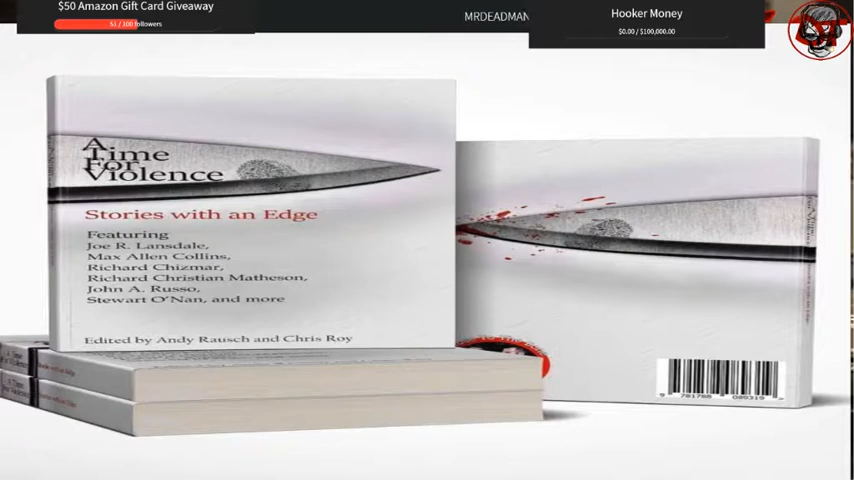 $50 Amazon Gift Card Giveaway
51 / 100 followers
MRDEADMAN
Hooker Money
$0.00 / $100,000.00
A
Time
For
Violence
Stories with an Edge
Featuring
Joe R. Lansdale,
Max Allen Collins,
Richard Chizmar,
Richard Christian Matheson,
John A. Russo,
Stewart O'Nan, and more
Edited by Andy Rausch and Chris Roy